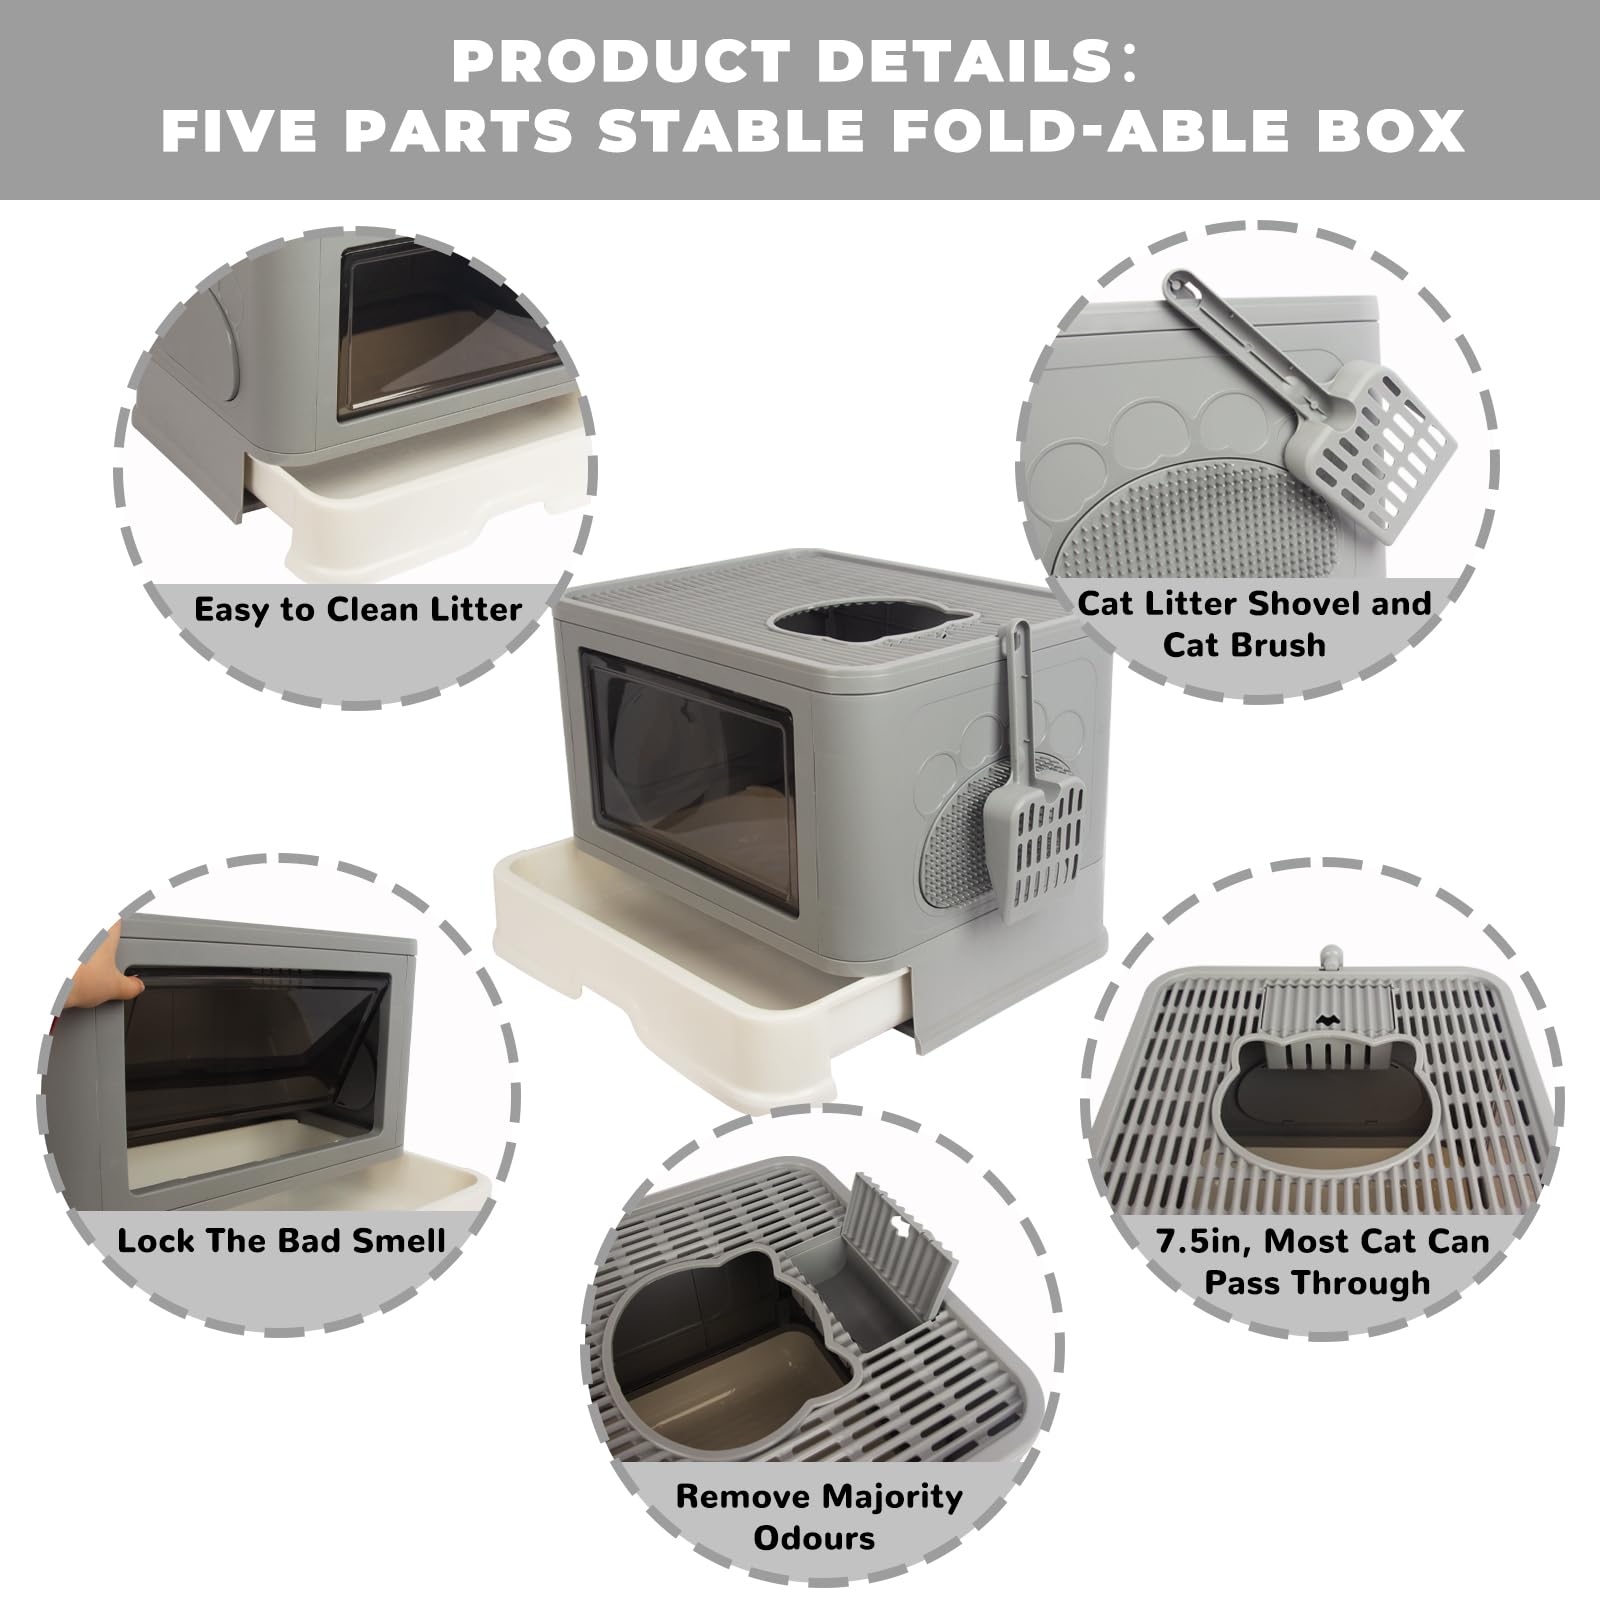 PRODUCT DETAILS:
FIVE PARTS STABLE FOLD-ABLE BOX
Easy to Clean Litter
Cat Litter Shovel and
Cat Brush
Lock The Bad Smell
7.5in, Most Cat Can
Pass Through
Remove Majority
Odours